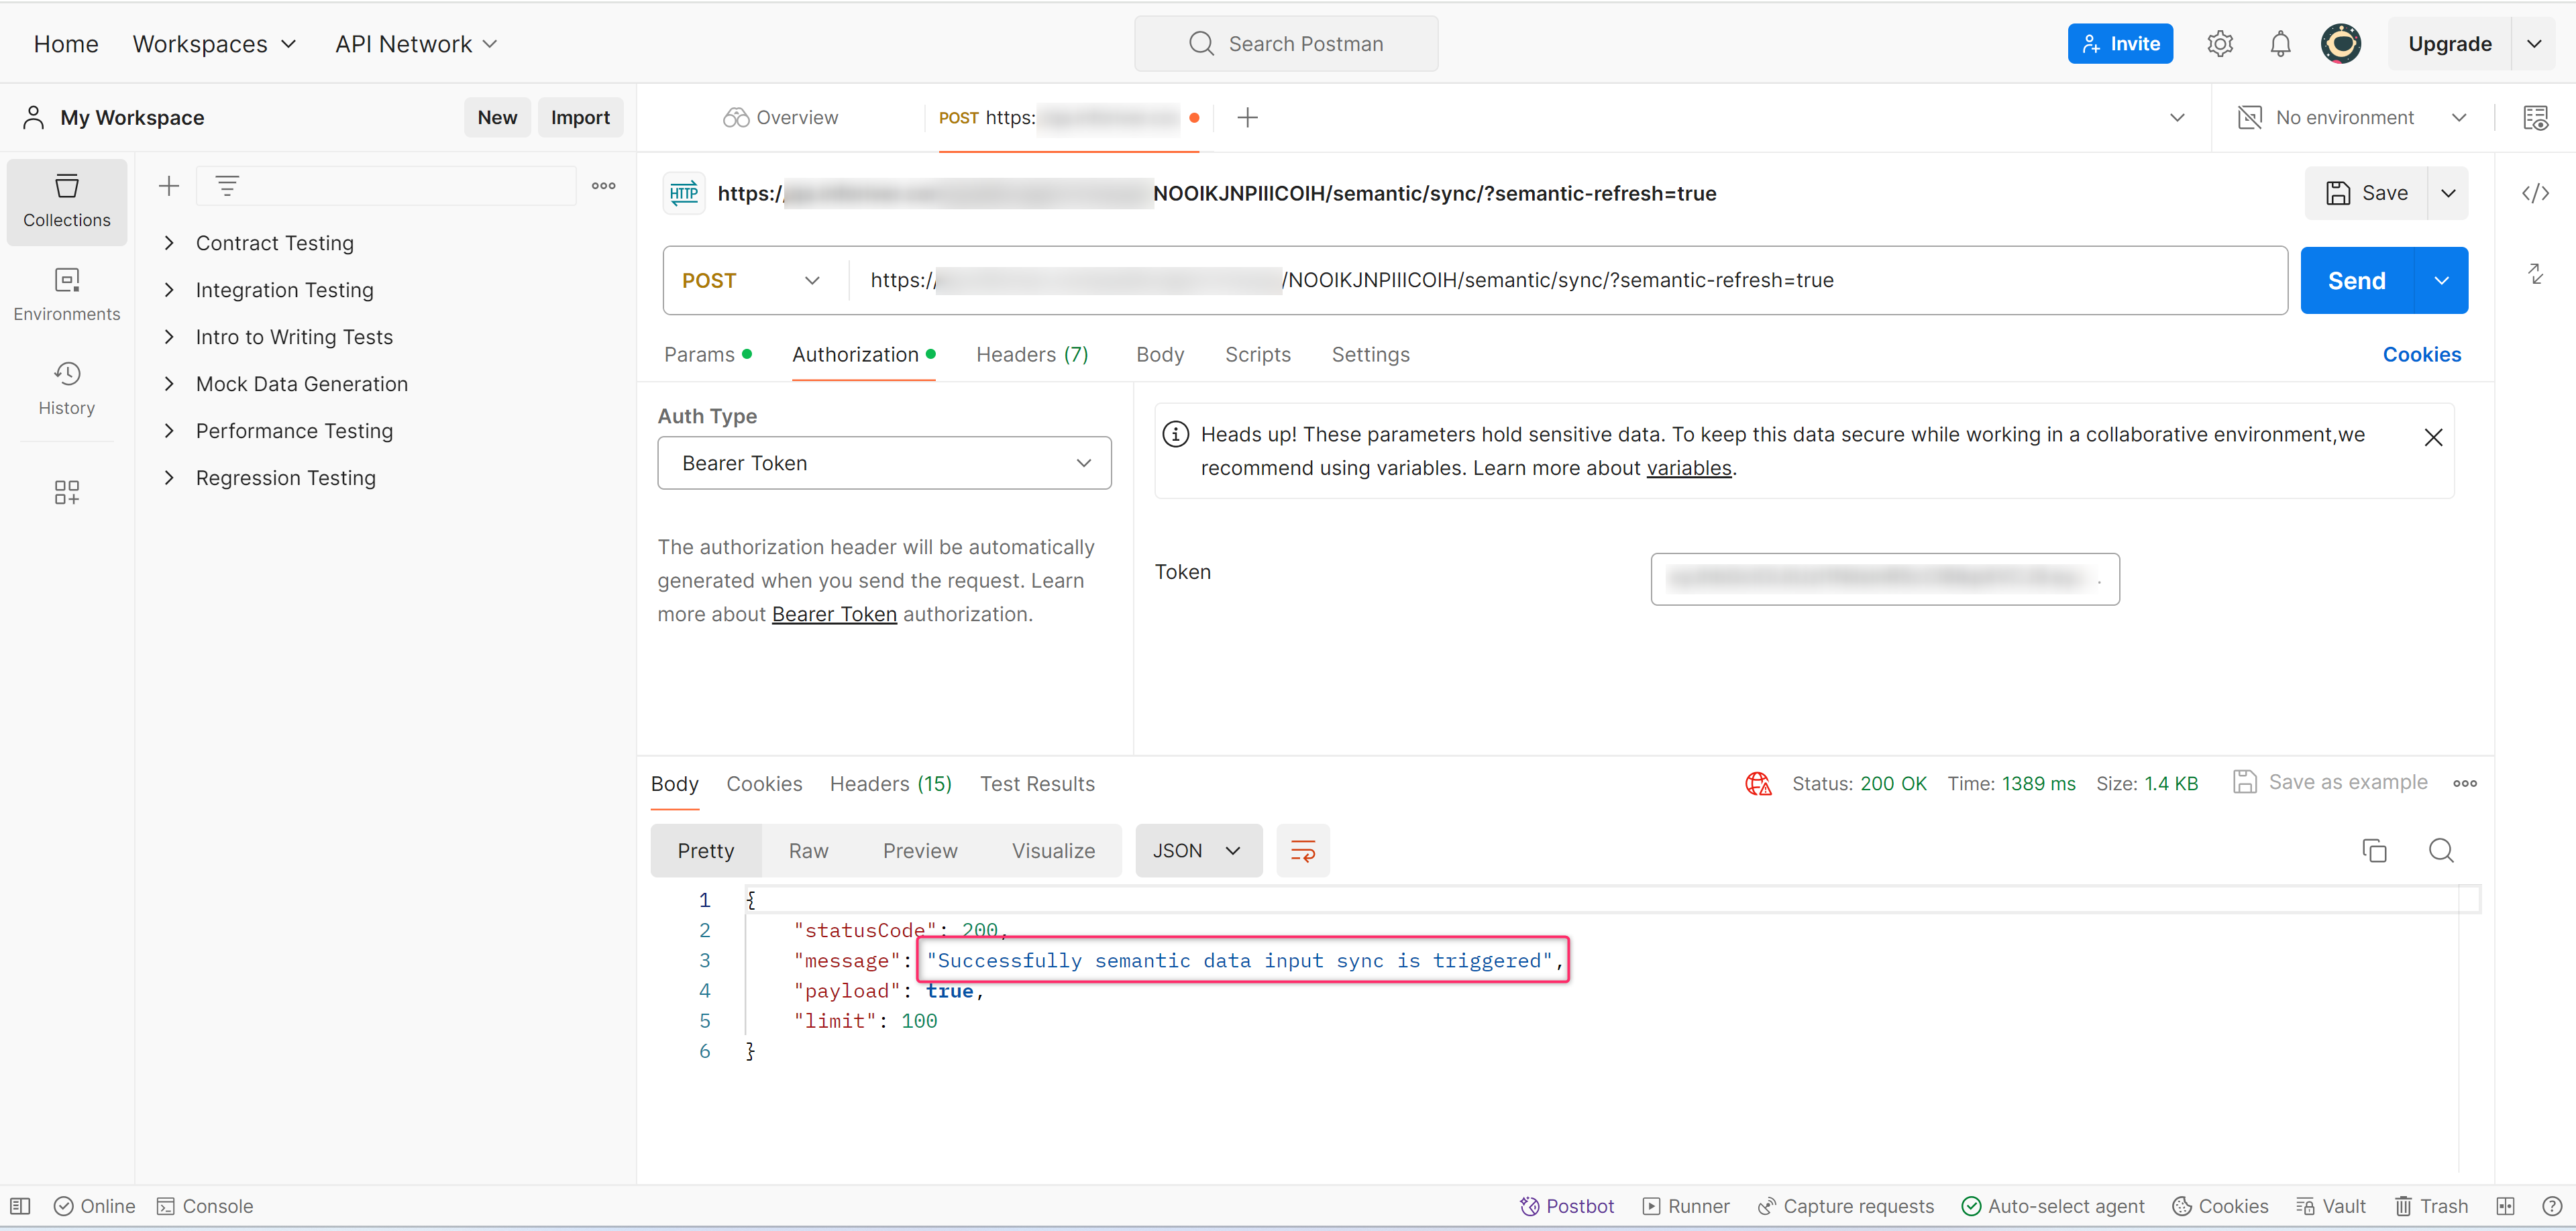 Home Workspaces API Network Search Postman Invite Upgrade
My Workspace New Import Overview POST https: No environment
Collections
Environments
History
Contract Testing
Integration Testing
Intro to Writing Tests
Mock Data Generation
Performance Testing
Regression Testing
HTTP https:/ NOOIKJNPIIICOIH/semantic/sync/?semantic-refresh=true Save
POST https:// /NOOIKJNPIIICOIH/semantic/sync/?semantic-refresh=true Send
Params Authorization Headers (7) Body Scripts Settings Cookies
Auth Type
Bearer Token
The authorization header will be automatically
generated when you send the request. Learn
more about Bearer Token authorization.
Heads up! These parameters hold sensitive data. To keep this data secure while working in a collaborative environment,we
recommend using variables. Learn more about variables.
Token
Body Cookies Headers (15) Test Results Status: 200 OK Time: 1389 ms Size: 1.4 KB Save as example
Pretty Raw Preview Visualize JSON
1 {
2 "statusCode": 200,
3 "message": "Successfully semantic data input sync is triggered",
4 "payload": true,
5 "limit": 100
6 }
Online Console Postbot Runner Capture requests Auto-select agent Cookies Vault Trash